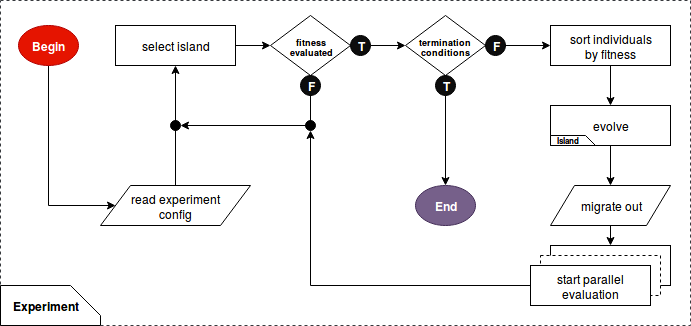 Begin
select island
fitness
evaluated
T
F
termination
conditions
F
T
sort individuals
by fitness
evolve
Island
read experiment
config
End
migrate out
start parallel
evaluation
Experiment